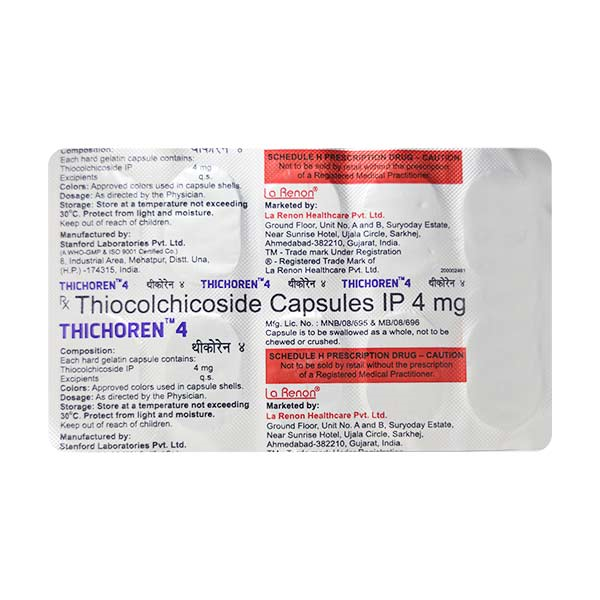 Composition: थीकोरेन ४
Each hard gelatin capsule contains:
Thiocolchicoside IP 4 mg
Excipients q.s.
Colors: Approved colors used in capsule shells.
Dosage: As directed by the Physician.
Storage: Store at a temperature not exceeding
30°C. Protect from light and moisture.
Keep out of reach of children.
Manufactured by:
Stanford Laboratories Pvt. Ltd.
(A WHO-GMP & ISO 9001 Certified Co.)
8, Industrial Area, Mehatpur, Distt. Una,
(H.P.) -174315, India.
SCHEDULE H PRESCRIPTION DRUG – CAUTION
Not to be sold by retail without the prescription
of a Registered Medical Practitioner.
La Renon®
Marketed by:
La Renon Healthcare Pvt. Ltd.
Ground Floor, Unit No. A and B, Suryoday Estate,
Near Sunrise Hotel, Ujala Circle, Sarkhej,
Ahmedabad-382210, Gujarat, India.
TM - Trade mark Under Registration
® - Registered Trade Mark of
La Renon Healthcare Pvt. Ltd. 200002461
THICHOREN™4 थीकोरेन ४ THICHOREN™4 थीकोरेन ४ THICHOREN™4 थीकोरेन ४
Rx Thiocolchicoside Capsules IP 4 mg
THICHOREN™4
थीकोरेन ४
Composition:
Each hard gelatin capsule contains:
Thiocolchicoside IP 4 mg
Excipients q.s.
Colors: Approved colors used in capsule shells.
Dosage: As directed by the Physician.
Storage: Store at a temperature not exceeding
30°C. Protect from light and moisture.
Keep out of reach of children.
Manufactured by:
Stanford Laboratories Pvt. Ltd.
Mfg. Lic. No. : MNB/08/695 & MB/08/696
Capsule is to be swallowed as a whole, not to be
chewed or crushed.
SCHEDULE H PRESCRIPTION DRUG – CAUTION
Not to be sold by retail without the prescription
of a Registered Medical Practitioner.
La Renon®
Marketed by:
La Renon Healthcare Pvt. Ltd.
Ground Floor, Unit No. A and B, Suryoday Estate,
Near Sunrise Hotel, Ujala Circle, Sarkhej,
Ahmedabad-382210, Gujarat, India.
TM - Trade mark Under Registration